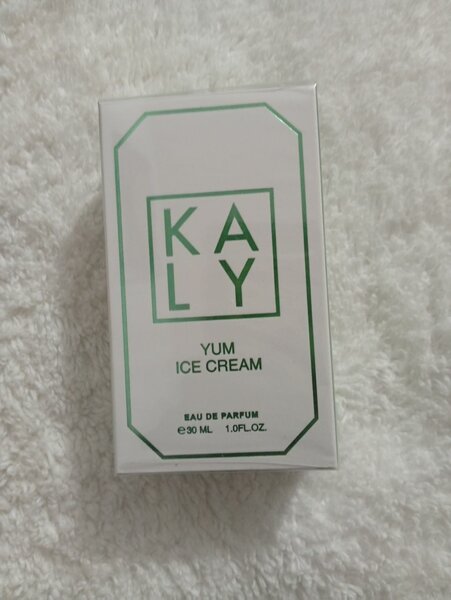 KA
LY
YUM
ICE CREAM
EAU DE PARFUM
℮30 ML 1.0FL.OZ.